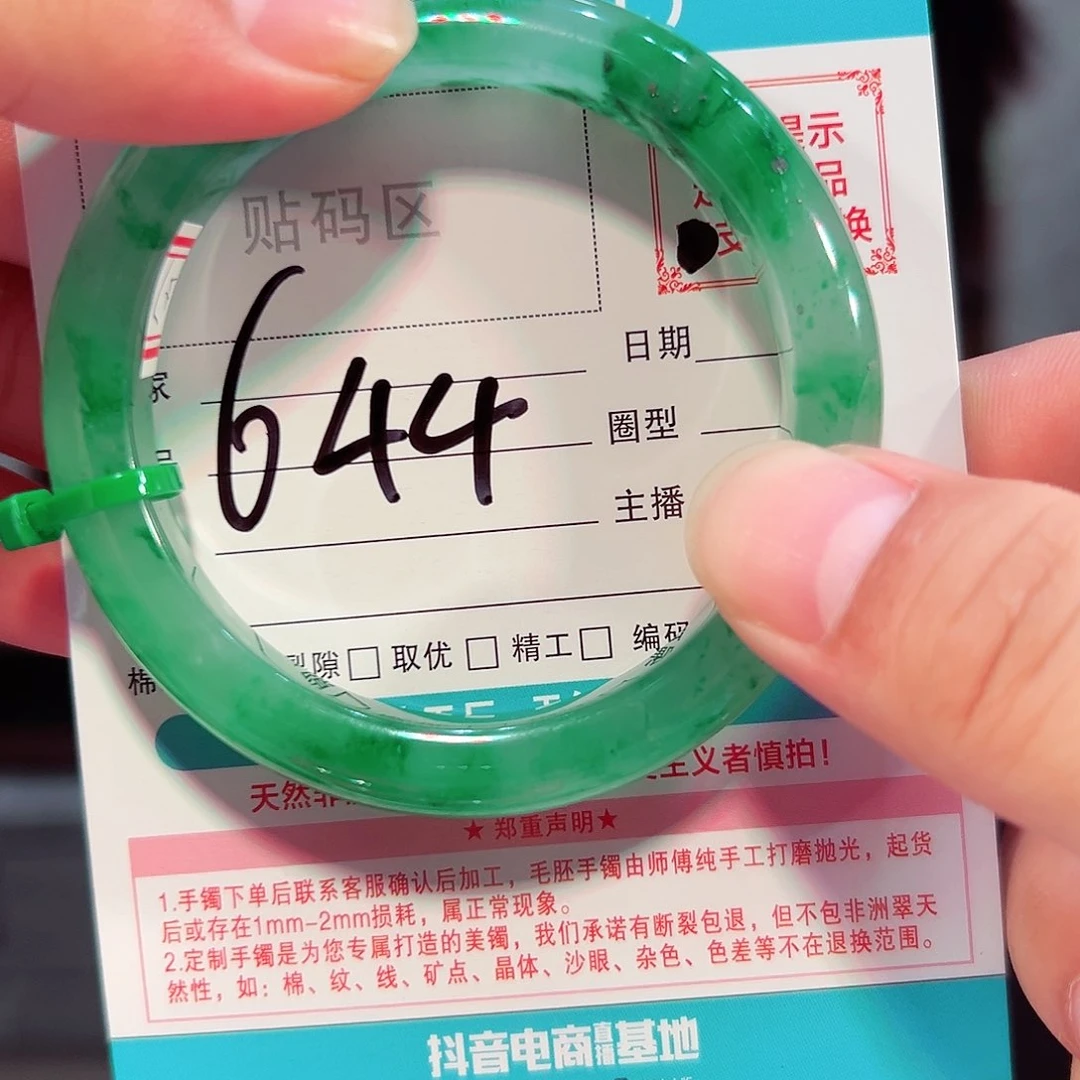 贴码区
品
换
日期
圈型
主播
644
家
隙□ 取优 □ 精工□ 编码
棉
天然 主义者慎拍!
★ 郑重声明★
1.手镯下单后联系客服确认后加工，毛胚手镯由师傅纯手工打磨抛光，起货
后或存在1mm-2mm损耗，属正常现象。
2.定制手镯是为您专属打造的美镯，我们承诺有断裂包退，但不包非洲翠天
然性，如：棉、纹、线、矿点、晶体、沙眼、杂色、色差等不在退换范围。
抖音电商直播基地